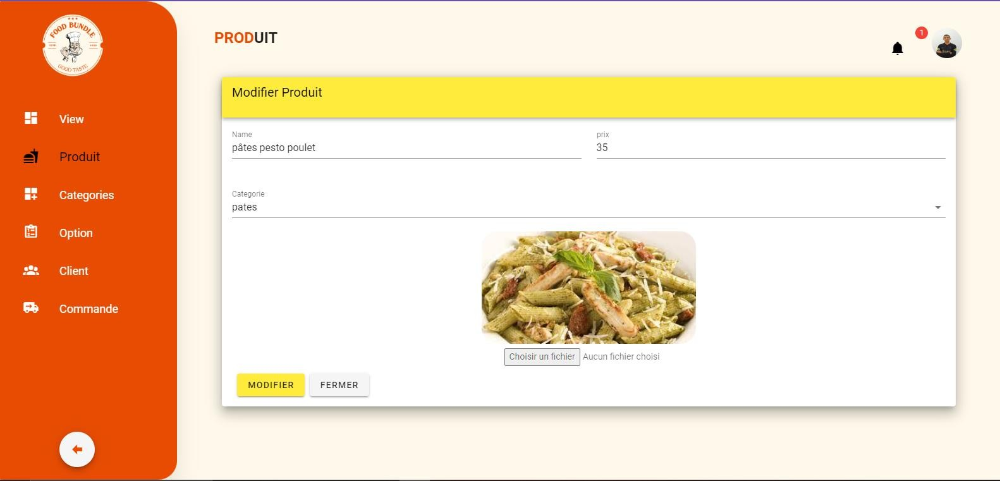 FOOD BUNDLE
GOOD TASTE
PRODUIT
1
View
Produit
Categories
Option
Client
Commande
Modifier Produit
Name
prix
pâtes pesto poulet
35
Categorie
pates
Choisir un fichier Aucun fichier choisi
MODIFIER FERMER